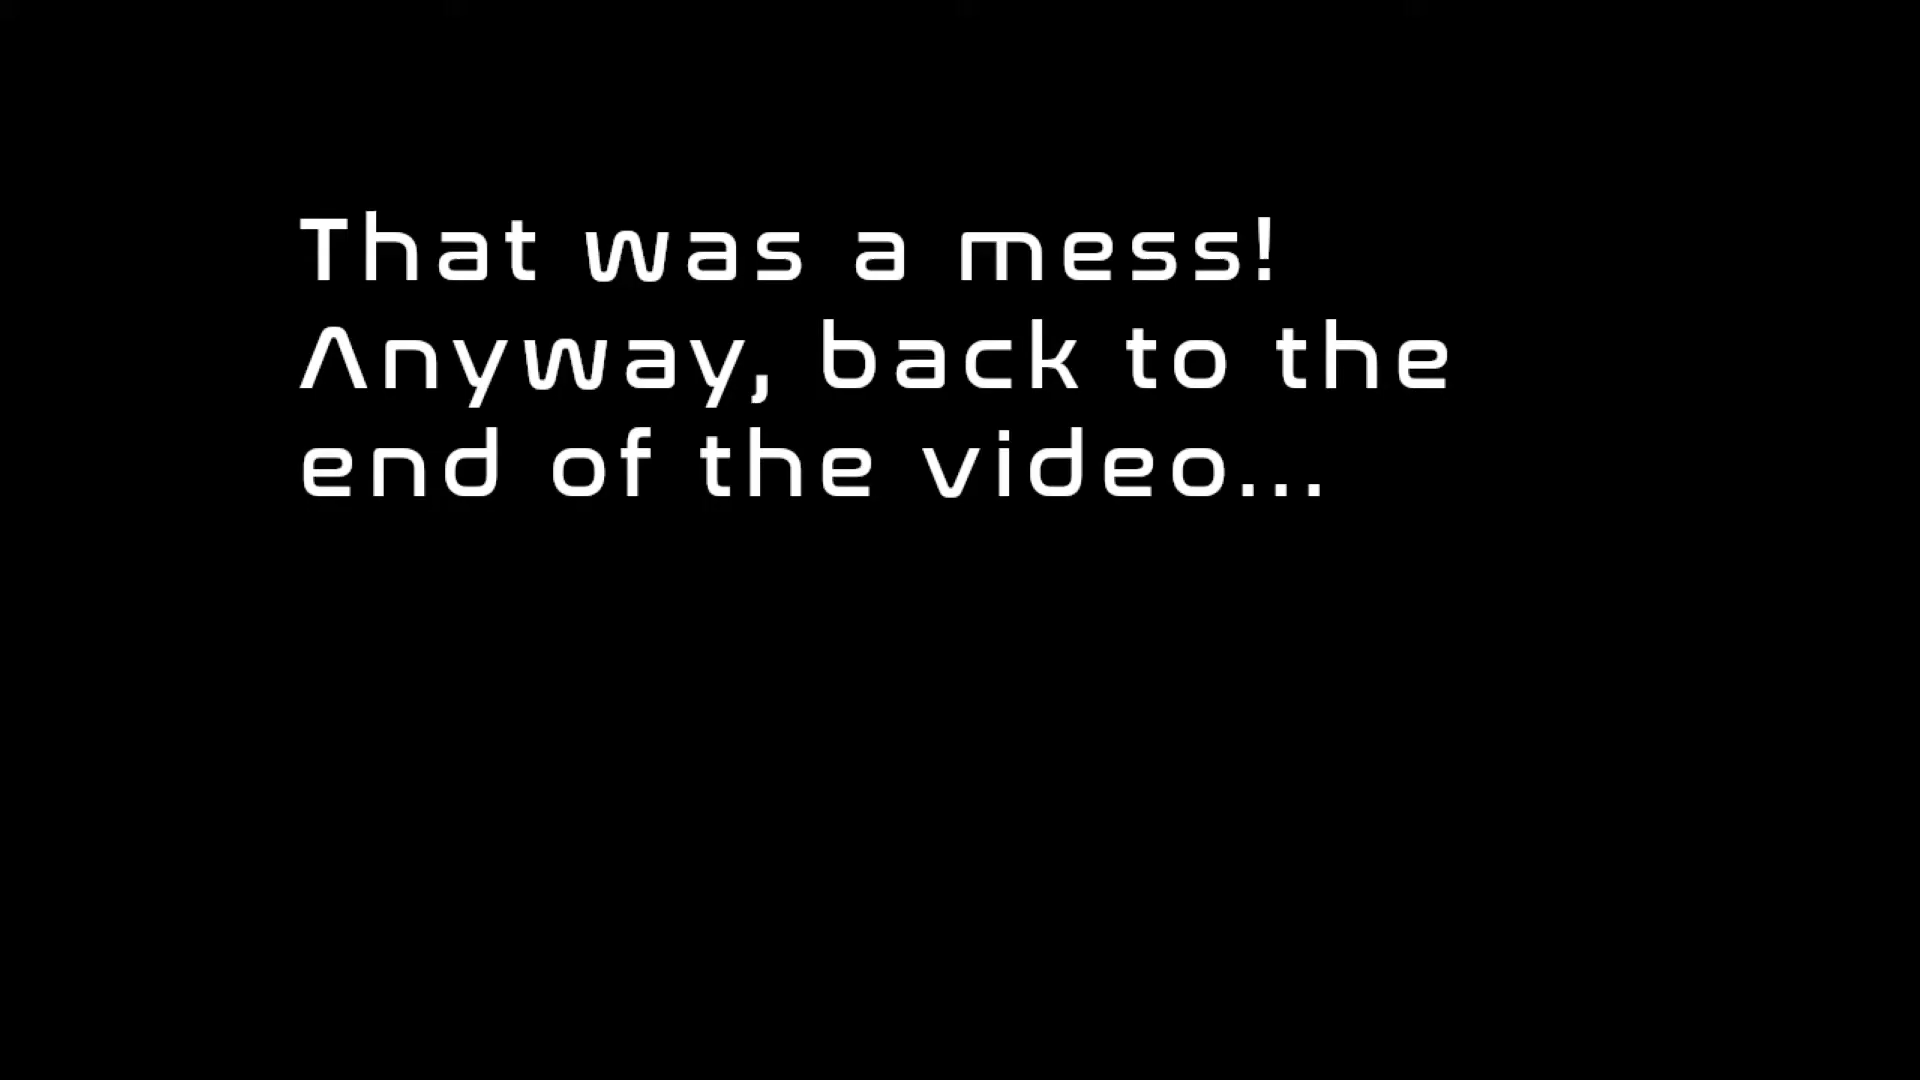 That was a mess!
Anyway, back to the
end of the video...